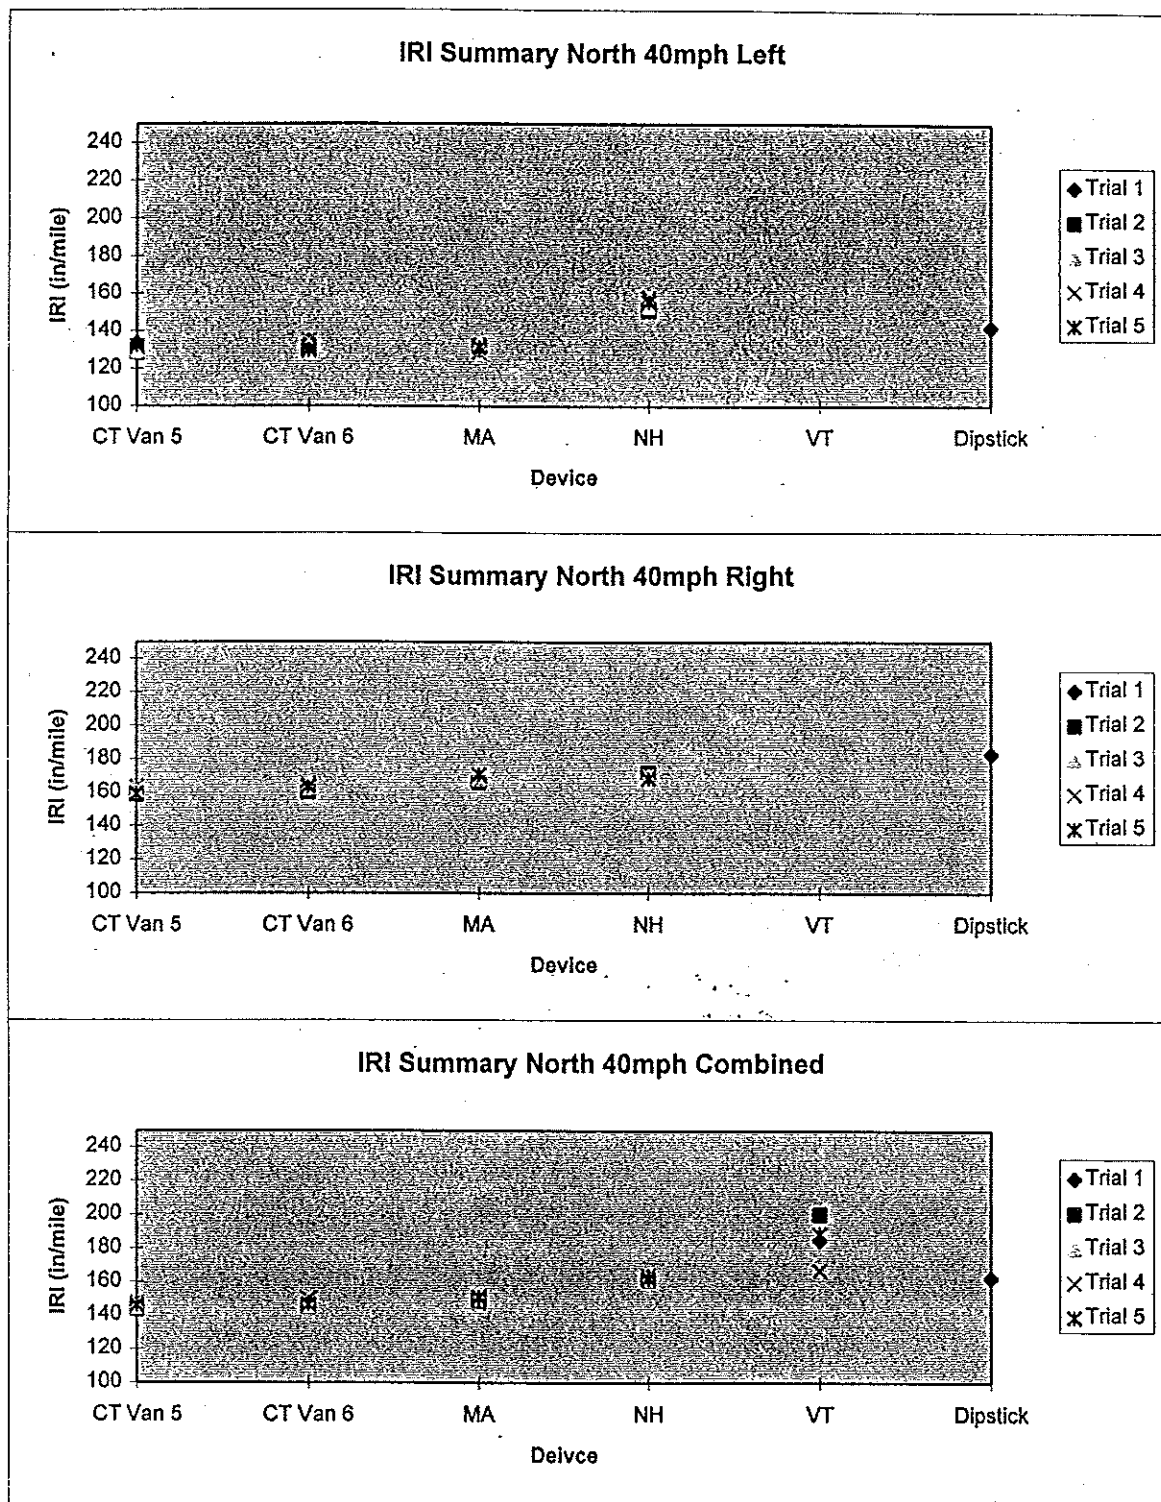 IRI Summary North 40mph Left
240
220
200
180
160
140
120
100
IRI (in/mile)
CT Van 5 CT Van 6 MA NH VT Dipstick
Device
Trial 1
Trial 2
Trial 3
Trial 4
Trial 5
IRI Summary North 40mph Right
240
220
200
180
160
140
120
100
IRI (in/mile)
CT Van 5 CT Van 6 MA NH VT Dipstick
Device
Trial 1
Trial 2
Trial 3
Trial 4
Trial 5
IRI Summary North 40mph Combined
240
220
200
180
160
140
120
100
IRI (in/mile)
CT Van 5 CT Van 6 MA NH VT Dipstick
Deivce
Trial 1
Trial 2
Trial 3
Trial 4
Trial 5